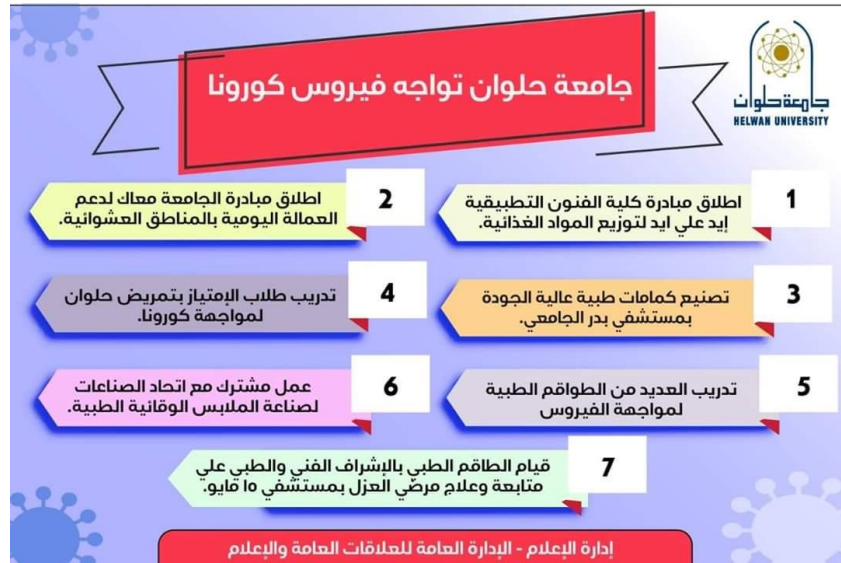 جامعة حلوان تواجه فيروس كورونا
جامعة حلوان
HELWAN UNIVERSITY
1
اطلاق مبادرة كلية الفنون التطبيقية
إيد علي ايد لتوزيع المواد الغذائية.
2
اطلاق مبادرة الجامعة معاك لدعم
العمالة اليومية بالمناطق العشوائية.
3
تصنيع كمامات طبية عالية الجودة
بمستشفي بدر الجامعي.
4
تدريب طلاب الإمتياز بتمريض حلوان
لمواجهة كورونا.
5
تدريب العديد من الطواقم الطبية
لمواجهة الفيروس
6
عمل مشترك مع اتحاد الصناعات
لصناعة الملابس الوقائية الطبية.
7
قيام الطاقم الطبي بالإشراف الفني والطبي علي
متابعة وعلاج مرضي العزل بمستشفي ١٥ مايو.
إدارة الإعلام - الإدارة العامة للعلاقات العامة والإعلام